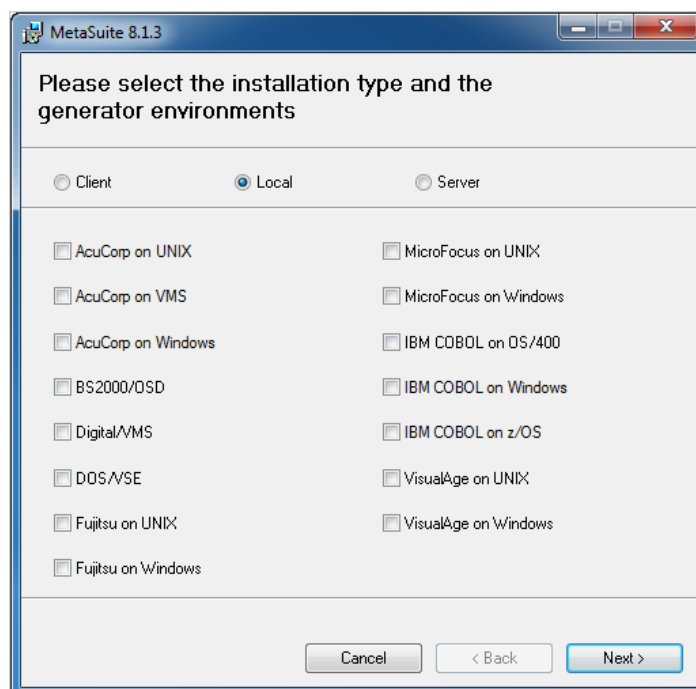 MetaSuite 8.1.3
Please select the installation type and the
generator environments
Client
Local
Server
AcuCorp on UNIX
MicroFocus on UNIX
AcuCorp on VMS
MicroFocus on Windows
AcuCorp on Windows
IBM COBOL on OS/400
BS2000/OSD
IBM COBOL on Windows
Digital/VMS
IBM COBOL on z/OS
DOS/VSE
VisualAge on UNIX
Fujitsu on UNIX
VisualAge on Windows
Fujitsu on Windows
Cancel
< Back
Next >